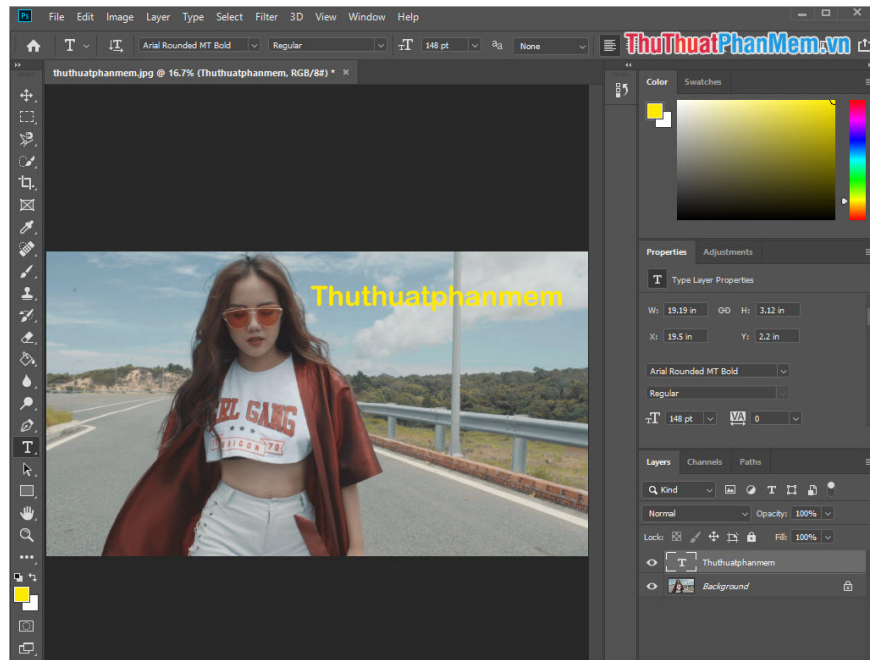 Ps File Edit Image Layer Type Select Filter 3D View Window Help
T Arial Rounded MT Bold Regular T 148 pt aa None
ThuThuatPhanMem.vn
thuthuatphanmem.jpg @ 16.7% (Thuthuatphanmem, RGB/8#) * ×
Color Swatches
Thuthuatphanmem
GIRL GANG
Properties Adjustments
T Type Layer Properties
W: 19.19 in H: 3.12 in
X: 19.5 in Y: 2.2 in
Arial Rounded MT Bold
Regular
T 148 pt VA 0
Layers Channels Paths
Kind
Normal Opacity: 100%
Lock: Fill: 100%
T Thuthuatphanmem
Background